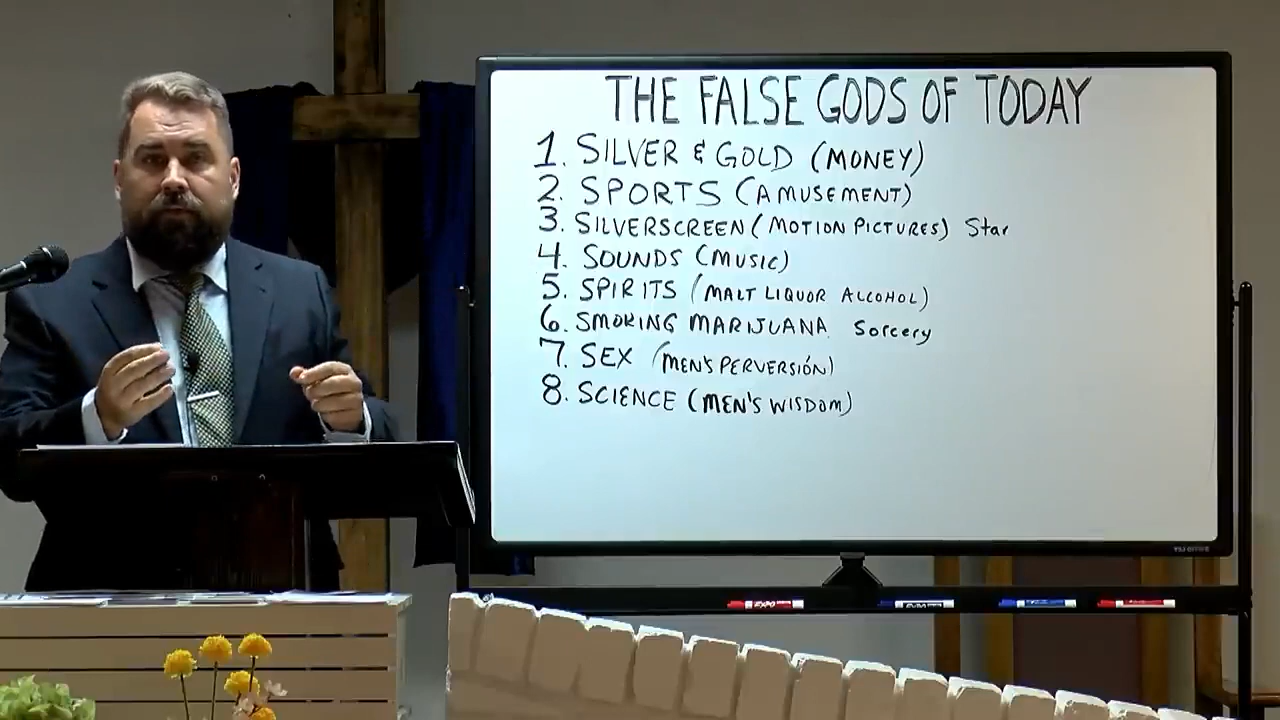 THE FALSE GODS OF TODAY
1. SILVER & GOLD (MONEY)
2. SPORTS (AMUSEMENT)
3. SILVERSCREEN (MOTION PICTURES) Star
4. SOUNDS (MUSIC)
5. SPIRITS (MALT LIQUOR ALCOHOL)
6. SMOKING MARIJUANA. Sorcery
7. SEX (MEN'S PERVERSIÓN)
8. SCIENCE (MEN'S WISDOM)
EXPO